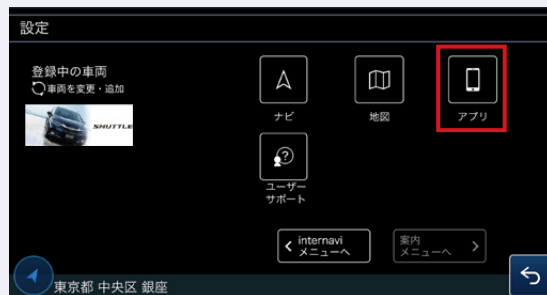 設定
登録中の車両
車両を変更・追加
SHUTTLE
ナビ
地図
アプリ
ユーザー
サポート
internavi
メニューへ
案内
メニューへ
東京都 中央区 銀座